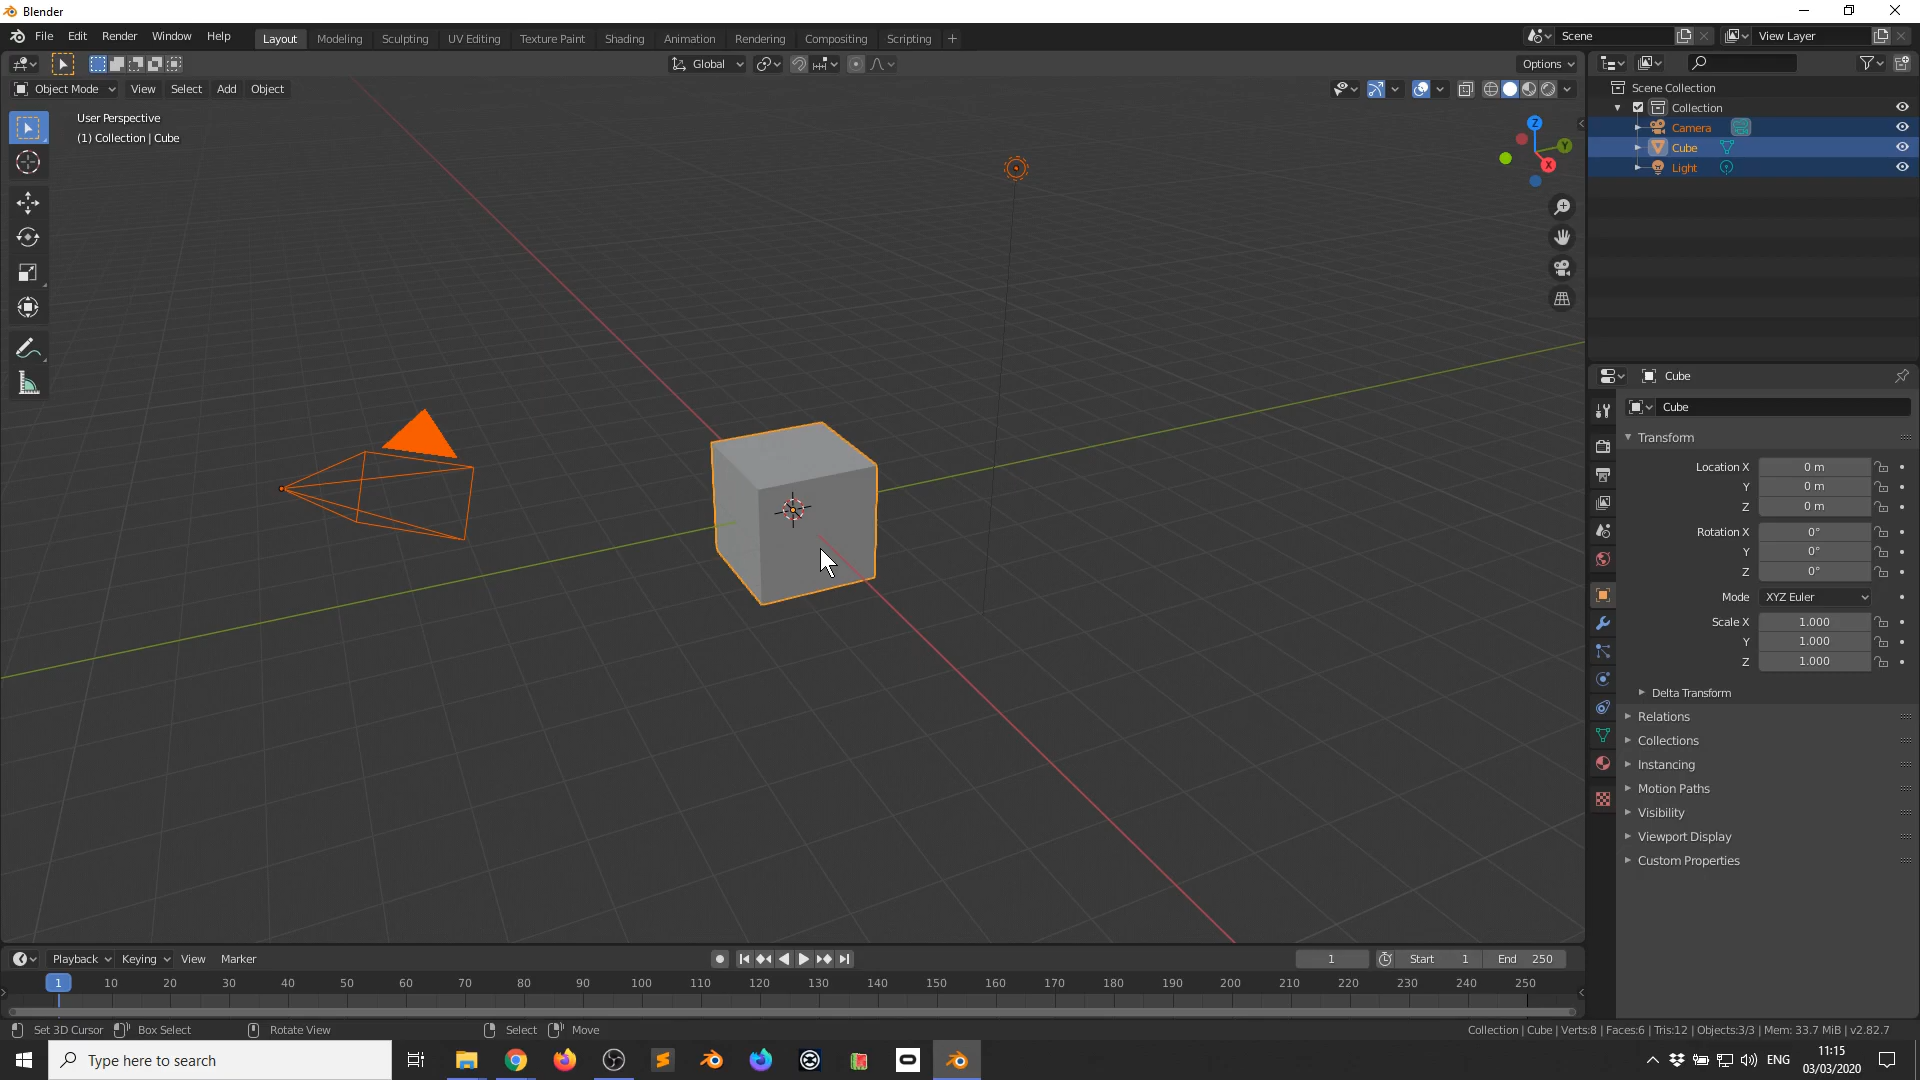 Blender
File Edit Render Window Help
Layout Modeling Sculpting UV Editing Texture Paint Shading Animation Rendering Compositing Scripting +
Scene
View Layer
Global
Options
Object Mode View Select Add Object
User Perspective
(1) Collection | Cube
Z
Y
X
Scene Collection
Collection
Camera
Cube
Light
Cube
Cube
Transform
Location X 0 m
Y 0 m
Z 0 m
Rotation X 0°
Y 0°
Z 0°
Mode XYZ Euler
Scale X 1.000
Y 1.000
Z 1.000
Delta Transform
Relations
Collections
Instancing
Motion Paths
Visibility
Viewport Display
Custom Properties
Playback Keying View Marker
1 Start 1 End 250
1 10 20 30 40 50 60 70 80 90 100 110 120 130 140 150 160 170 180 190 200 210 220 230 240 250
Set 3D Cursor Box Select Rotate View Select Move
Collection | Cube | Verts:8 | Faces:6 | Tris:12 | Objects:3/3 | Mem: 33.7 MiB | v2.82.7
Type here to search
ENG
11:15
03/03/2020